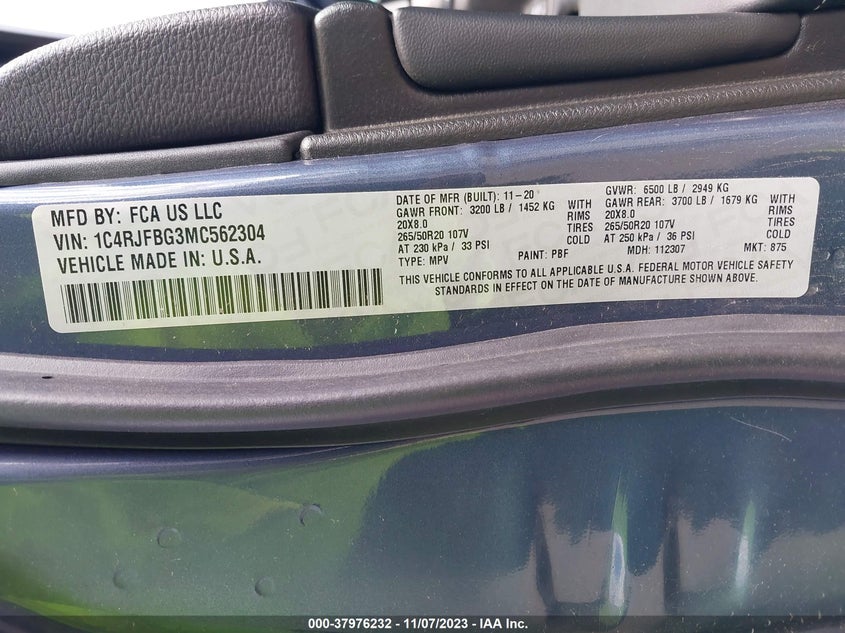 MFD BY: FCA US LLC
VIN: 1C4RJFBG3MC562304
VEHICLE MADE IN: U.S.A.
DATE OF MFR (BUILT): 11-20
GAWR FRONT: 3200 LB / 1452 KG WITH
20X8.0 RIMS
265/50R20 107V TIRES
AT 230 kPa / 33 PSI COLD
TYPE: MPV PAINT: PBF
GVWR: 6500 LB / 2949 KG
GAWR REAR: 3700 LB / 1679 KG WITH
20X8.0 RIMS
265/50R20 107V TIRES
AT 250 kPa / 36 PSI COLD
MDH: 112307 MKT: 875
THIS VEHICLE CONFORMS TO ALL APPLICABLE U.S.A. FEDERAL MOTOR VEHICLE SAFETY
STANDARDS IN EFFECT ON THE DATE OF MANUFACTURE SHOWN ABOVE.
000-37976232 - 11/07/2023 - IAA Inc.